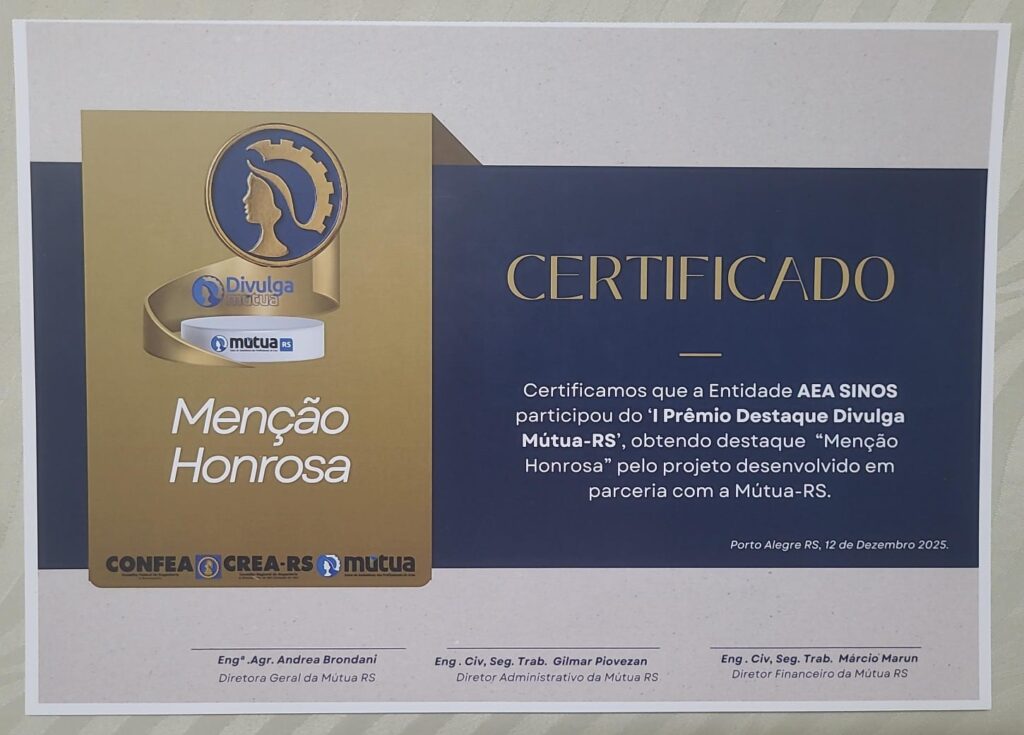 Divulga
mútua
mútua RS
Menção
Honrosa
CONFEA CREA-RS mútua
CERTIFICADO
Certificamos que a Entidade AEA SINOS
participou do ‘I Prêmio Destaque Divulga
Mútua-RS’, obtendo destaque “Menção
Honrosa” pelo projeto desenvolvido em
parceria com a Mútua-RS.
Porto Alegre RS, 12 de Dezembro 2025.
Engª .Agr. Andrea Brondani
Diretora Geral da Mútua RS
Eng . Civ, Seg. Trab. Gilmar Piovezan
Diretor Administrativo da Mútua RS
Eng . Civ, Seg. Trab. Márcio Marun
Diretor Financeiro da Mútua RS